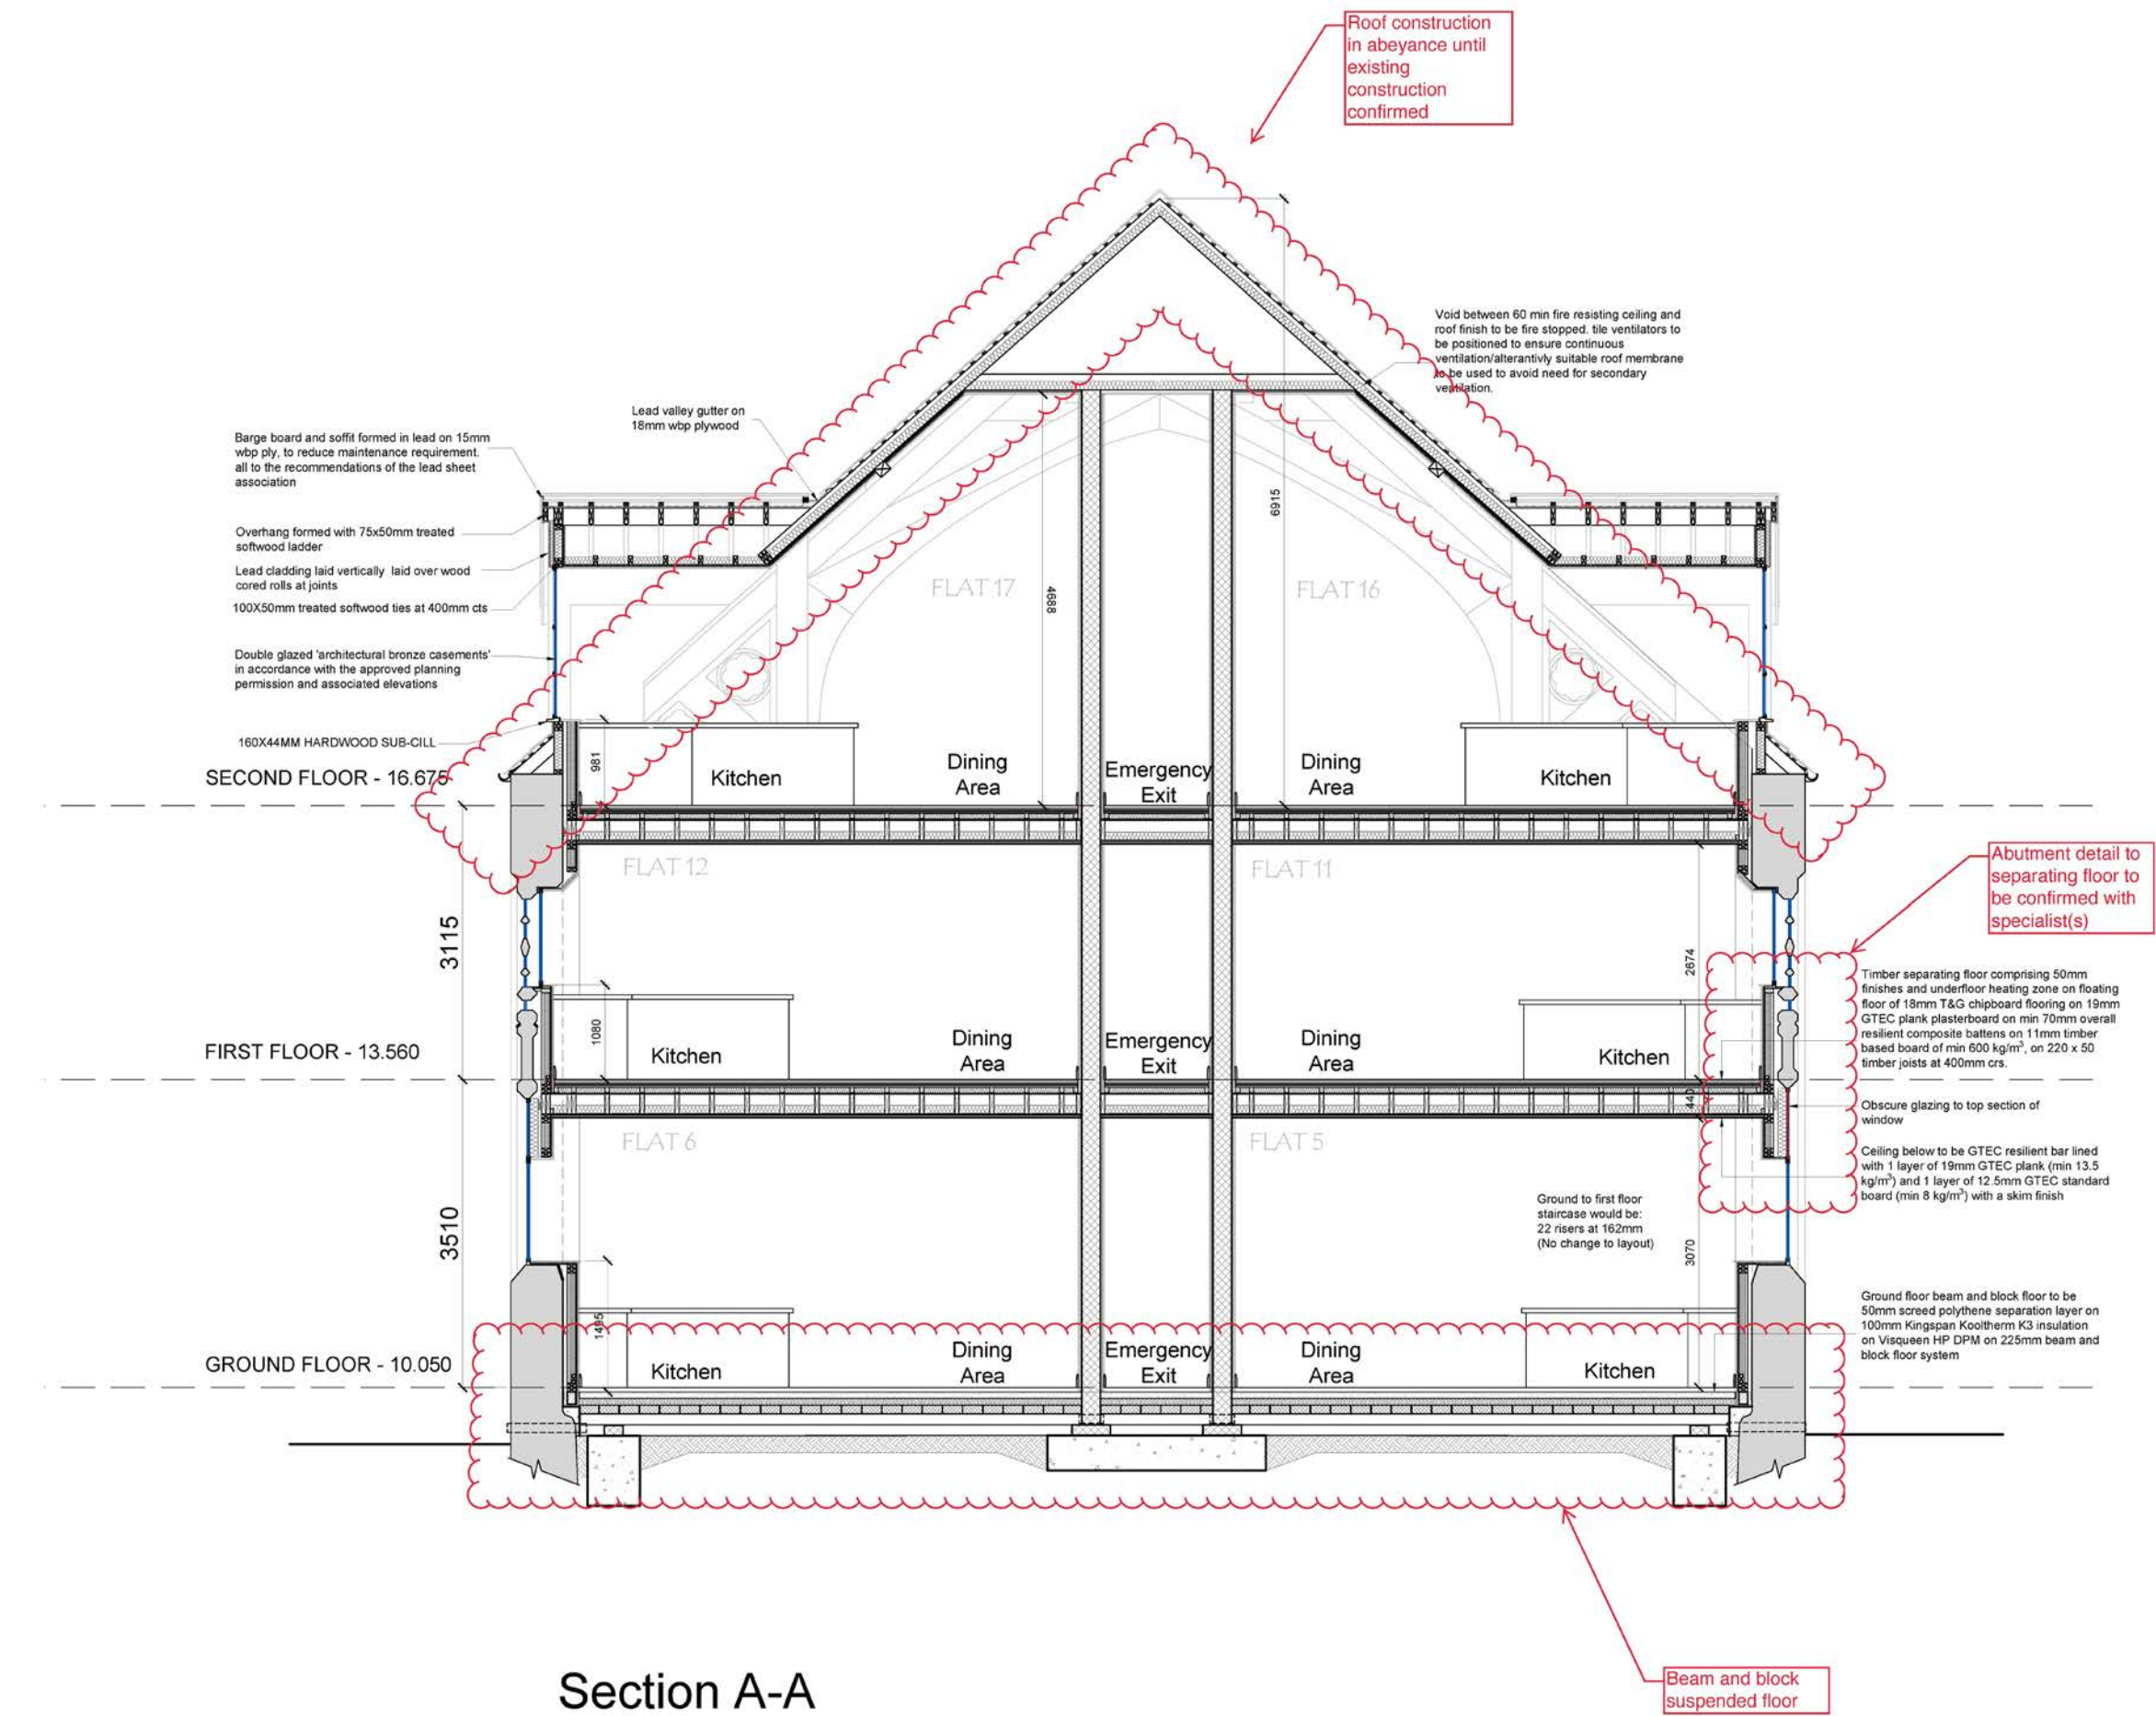 Roof construction
in abeyance until
existing
construction
confirmed
Void between 60 min fire resisting ceiling and
roof finish to be fire stopped. tile ventilators to
be positioned to ensure continuous
ventilation/alterantivly suitable roof membrane
to be used to avoid need for secondary
ventilation.
Lead valley gutter on
18mm wbp plywood
Barge board and soffit formed in lead on 15mm
wbp ply, to reduce maintenance requirement.
all to the recommendations of the lead sheet
association
Overhang formed with 75x50mm treated
softwood ladder
Lead cladding laid vertically laid over wood
cored rolls at joints
100X50mm treated softwood ties at 400mm cts
Double glazed 'architectural bronze casements'
in accordance with the approved planning
permission and associated elevations
160X44MM HARDWOOD SUB-CILL
SECOND FLOOR - 16.675
6915
4688
FLAT 17
FLAT 16
981
Kitchen
Dining
Area
Emergency
Exit
Dining
Area
Kitchen
FLAT 12
FLAT 11
Abutment detail to
separating floor to
be confirmed with
specialist(s)
3115
2674
1080
Timber separating floor comprising 50mm
finishes and underfloor heating zone on floating
floor of 18mm T&G chipboard flooring on 19mm
GTEC plank plasterboard on min 70mm overall
resilient composite battens on 11mm timber
based board of min 600 kg/m³, on 220 x 50
timber joists at 400mm crs.
FIRST FLOOR - 13.560
Kitchen
Dining
Area
Emergency
Exit
Dining
Area
Kitchen
440
Obscure glazing to top section of
window
FLAT 6
FLAT 5
Ceiling below to be GTEC resilient bar lined
with 1 layer of 19mm GTEC plank (min 13.5
kg/m³) and 1 layer of 12.5mm GTEC standard
board (min 8 kg/m³) with a skim finish
Ground to first floor
staircase would be:
22 risers at 162mm
(No change to layout)
3510
3070
1495
Ground floor beam and block floor to be
50mm screed polythene separation layer on
100mm Kingspan Kooltherm K3 insulation
on Visqueen HP DPM on 225mm beam and
block floor system
GROUND FLOOR - 10.050
Kitchen
Dining
Area
Emergency
Exit
Dining
Area
Kitchen
Beam and block
suspended floor
Section A-A